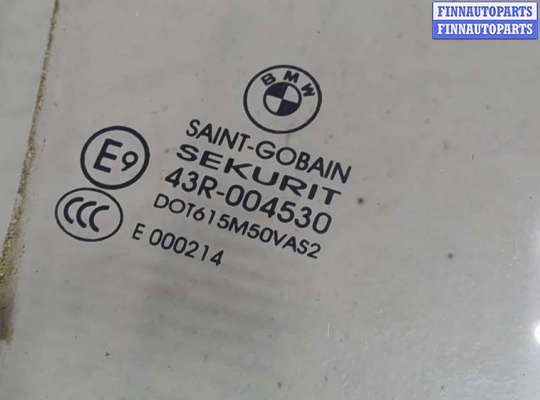 FINNAUTOPARTS
FINNAUTOPARTS
BMW
SAINT-GOBAIN
SEKURIT
E9
43R-004530
CCC
DOT615M50VAS2
E 000214